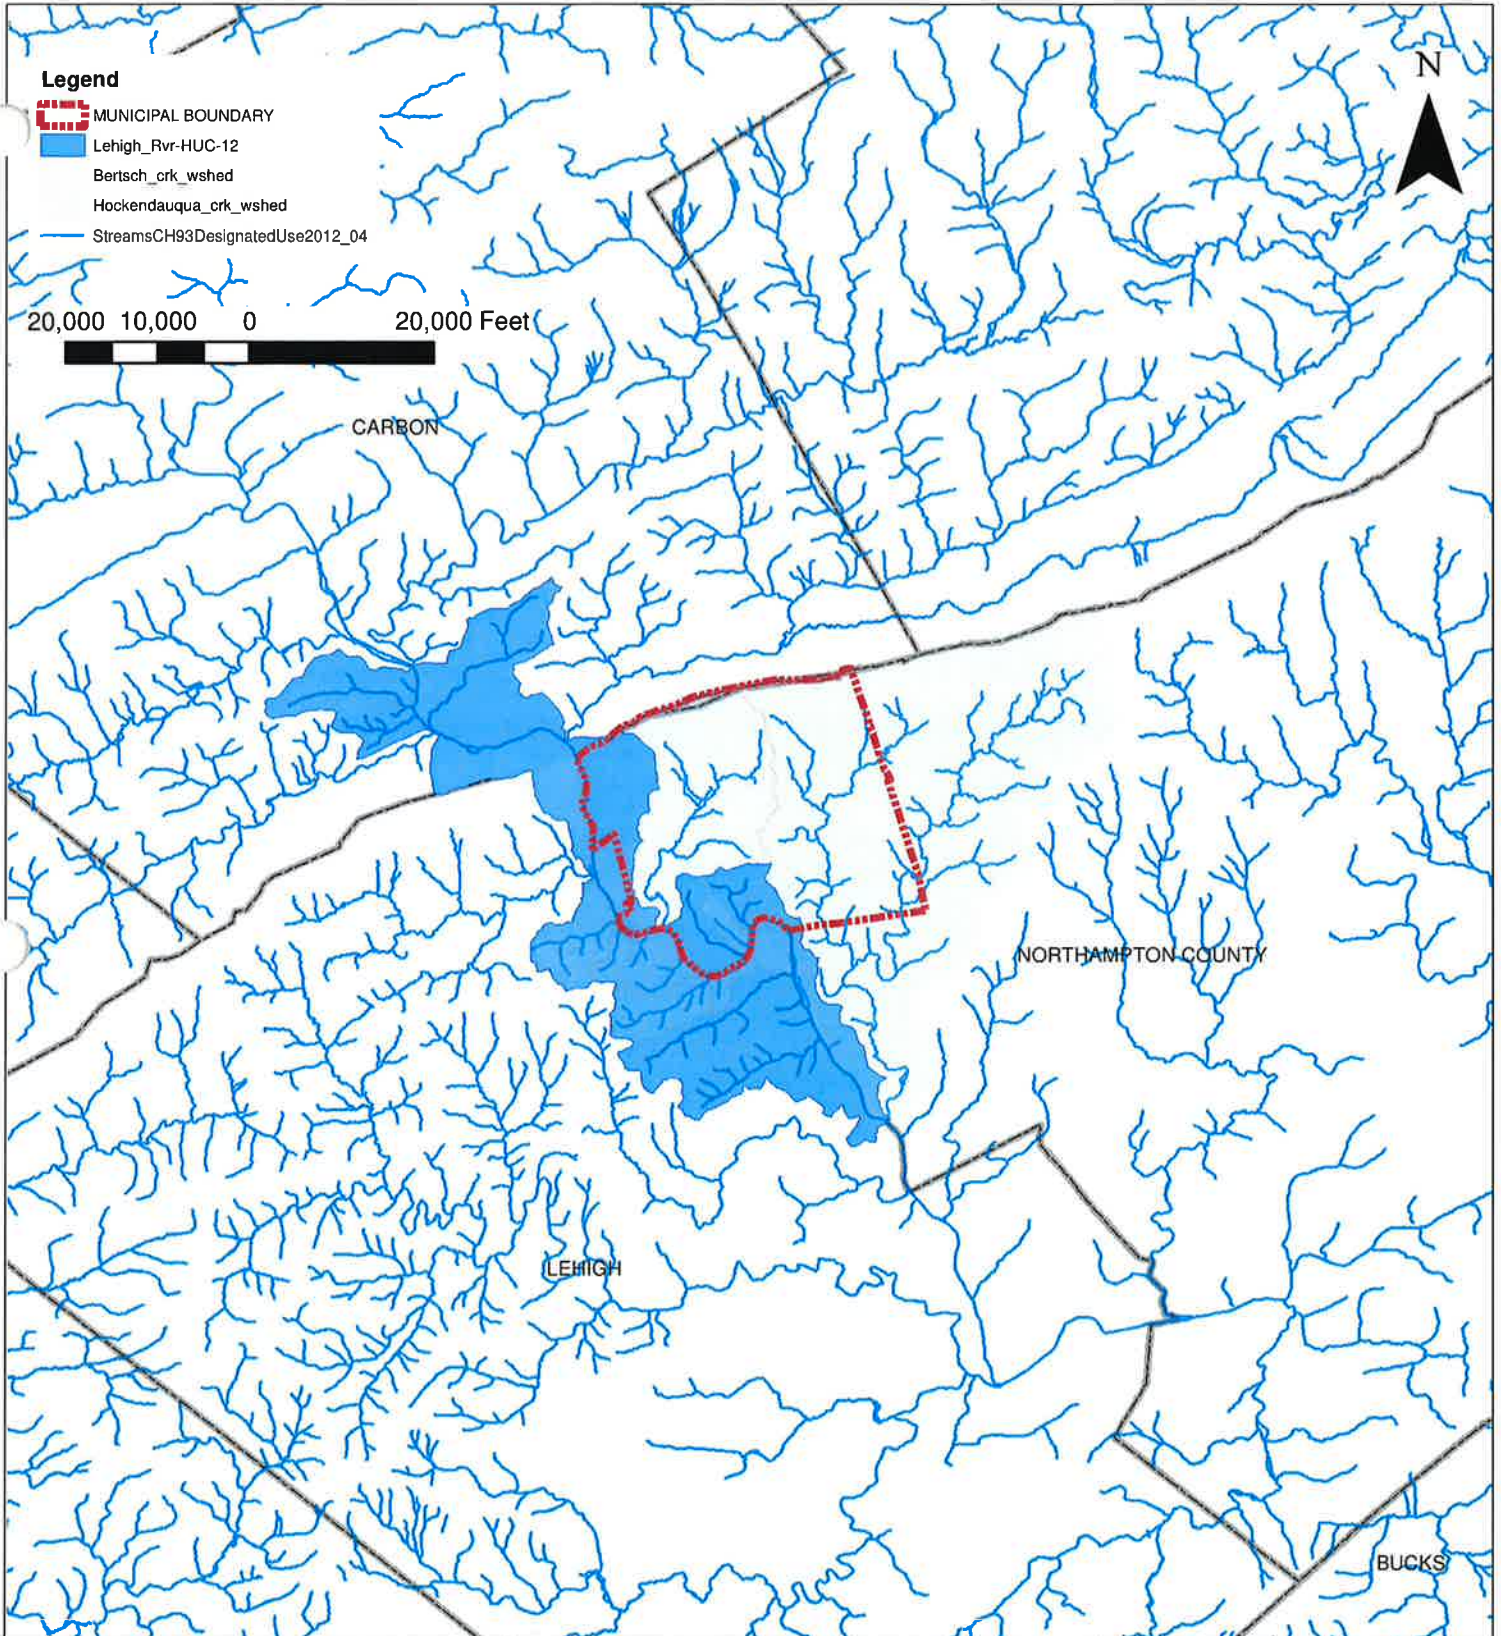 N
Legend
MUNICIPAL BOUNDARY
Lehigh_Rvr-HUC-12
Bertsch_crk_wshed
Hockendauqua_crk_wshed
StreamsCH93DesignatedUse2012_04
20,000 10,000 0 20,000 Feet
CARBON
NORTHAMPTON COUNTY
LEHIGH
BUCKS